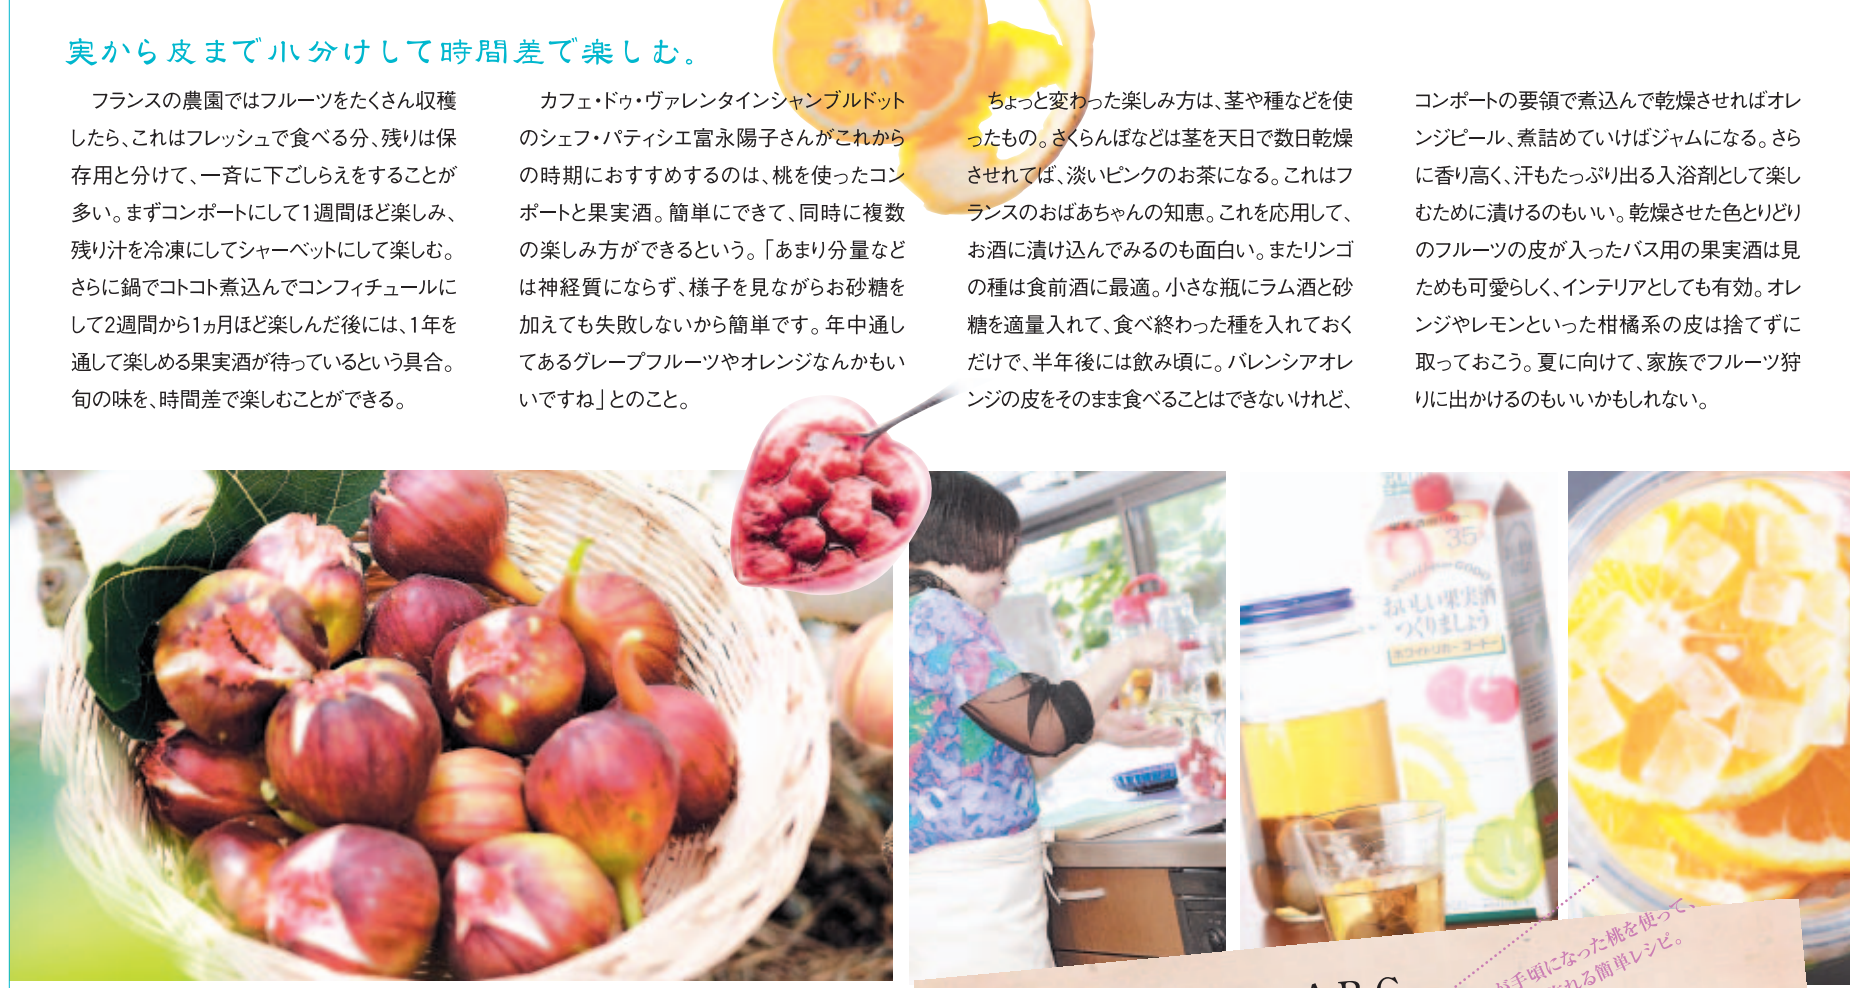 実から皮まで小分けして時間差で楽しむ。
フランスの農園ではフルーツをたくさん収穫
したら、これはフレッシュで食べる分、残りは保
存用と分けて、一斉に下ごしらえをすることが
多い。まずコンポートにして1週間ほど楽しみ、
残り汁を冷凍にしてシャーベットにして楽しむ。
さらに鍋でコトコト煮込んでコンフィチュールに
して2週間から1ヵ月ほど楽しんだ後には、1年を
通して楽しめる果実酒が待っているという具合。
旬の味を、時間差で楽しむことができる。
カフェ・ドゥ・ヴァレンタインシャンブルドット
のシェフ・パティシエ富永陽子さんがこれから
の時期におすすめするのは、桃を使ったコン
ポートと果実酒。簡単にできて、同時に複数
の楽しみ方ができるという。「あまり分量など
は神経質にならず、様子を見ながらお砂糖を
加えても失敗しないから簡単です。年中通し
てあるグレープフルーツやオレンジなんかもい
いですね」とのこと。
ちょっと変わった楽しみ方は、茎や種などを使
ったもの。さくらんぼなどは茎を天日で数日乾燥
させれてば、淡いピンクのお茶になる。これはフ
ランスのおばあちゃんの知恵。これを応用して、
お酒に漬け込んでみるのも面白い。またリンゴ
の種は食前酒に最適。小さな瓶にラム酒と砂
糖を適量入れて、食べ終わった種を入れておく
だけで、半年後には飲み頃に。バレンシアオレ
ンジの皮をそのまま食べることはできないけれど、
コンポートの要領で煮込んで乾燥させればオレ
ンジピール、煮詰めていけばジャムになる。さら
に香り高く、汗もたっぷり出る入浴剤として楽し
むために漬けるのもいい。乾燥させた色とりどり
のフルーツの皮が入ったバス用の果実酒は見
ためも可愛らしく、インテリアとしても有効。オレ
ンジやレモンといった柑橘系の皮は捨てずに
取っておこう。夏に向けて、家族でフルーツ狩
りに出かけるのもいいかもしれない。
35
GODO
おいしい果実酒
つくりましょう
ホワイトリカー ゴードー
が手頃になった桃を使って、
れる簡単レシピ。
ABC